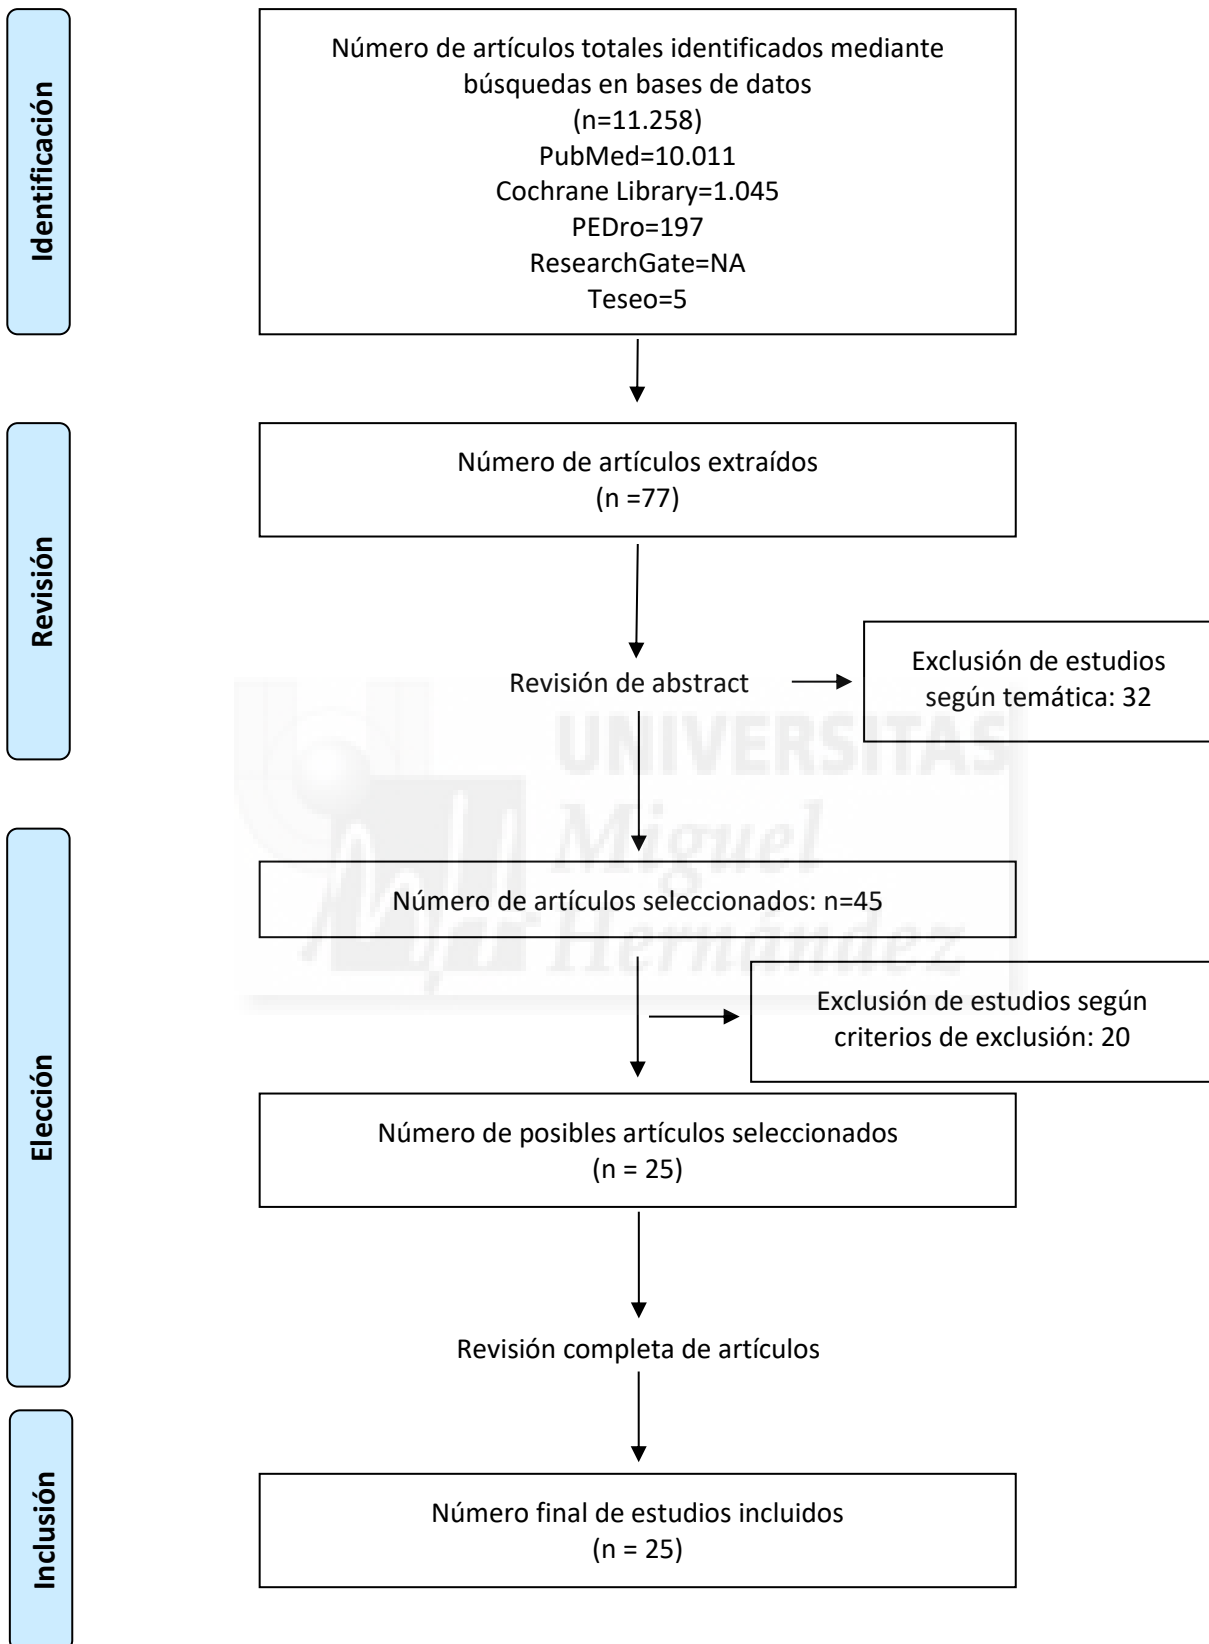 Identificación
Número de artículos totales identificados mediante
búsquedas en bases de datos
(n=11.258)
PubMed=10.011
Cochrane Library=1.045
PEDro=197
ResearchGate=NA
Teseo=5
Revisión
Número de artículos extraídos
(n =77)
Revisión de abstract
Exclusión de estudios
según temática: 32
UNIVERSITAS
Miguel
Hernández
Elección
Número de artículos seleccionados: n=45
Exclusión de estudios según
criterios de exclusión: 20
Número de posibles artículos seleccionados
(n = 25)
Revisión completa de artículos
Inclusión
Número final de estudios incluidos
(n = 25)